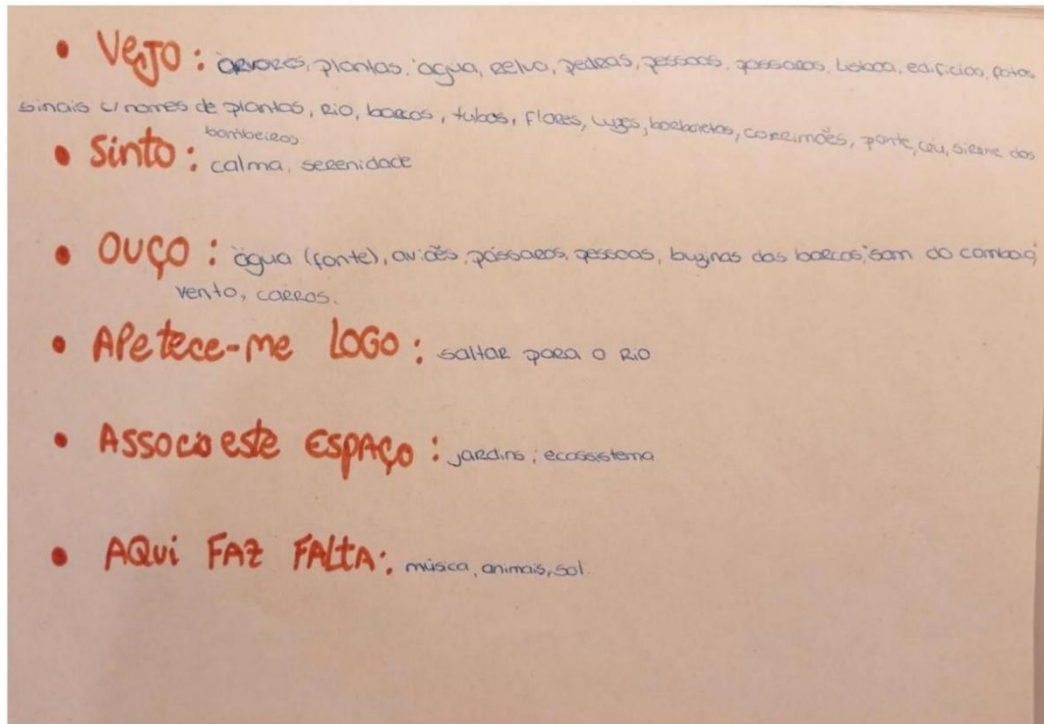 • VEJO: árvores, plantas, água, relva, pedras, pessoas, pássaros, Lisboa, edifícios, fotos
sinais c/nomes de plantas, rio, barcos, tubos, flores, luzes, borboletas, corrimões, ponte, céu, sirene dos
bombeiros
• Sinto: calma, serenidade
• OUÇO: água (fonte), aviões, pássaros, pessoas, buzinas dos barcos, som do comboio,
vento, carros.
• APetece-me LOGO: saltar para o rio
• ASSOCIO este ESPAÇO: jardins, ecossistema
• AQui FAZ FALTA: música, animais, sol.